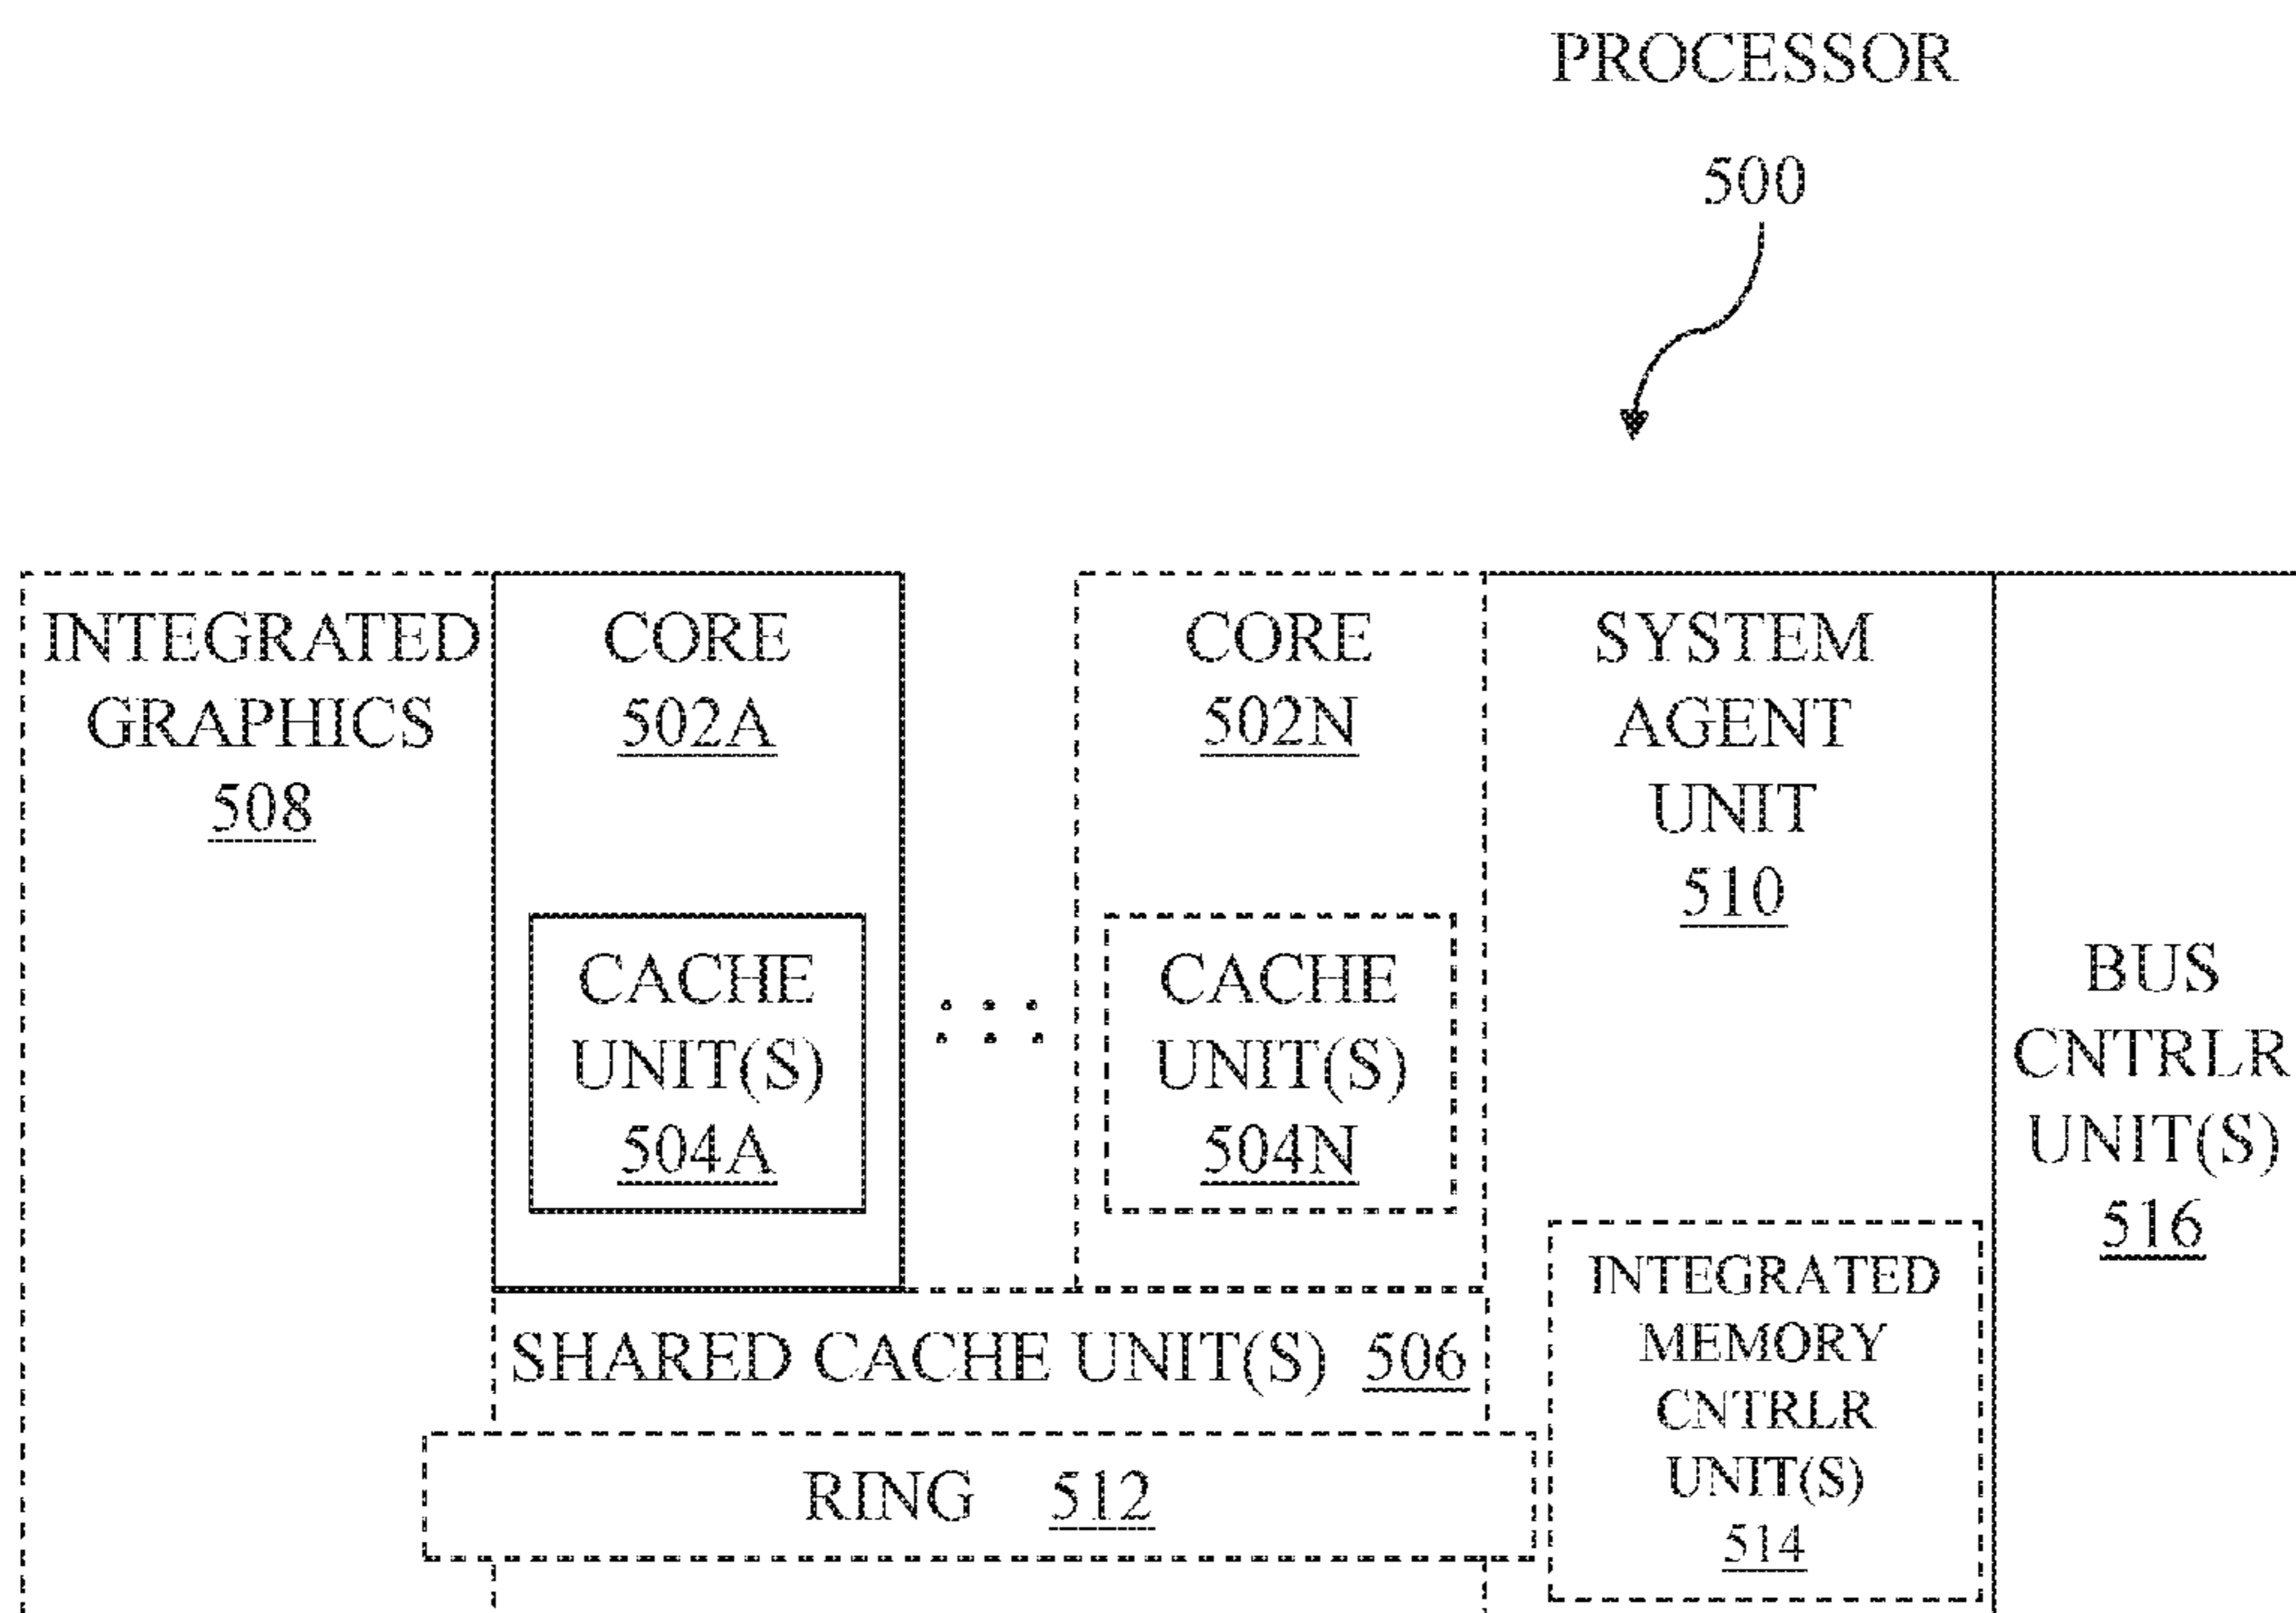 PROCESSOR
500
INTEGRATED
GRAPHICS
508
CORE
502A
CACHE
UNIT(S)
504A
CORE
502N
CACHE
UNIT(S)
504N
SYSTEM
AGENT
UNIT
510
BUS
CNTRLR
UNIT(S)
516
SHARED CACHE UNIT(S) 506
RING 512
INTEGRATED
MEMORY
CNTRLR
UNIT(S)
514